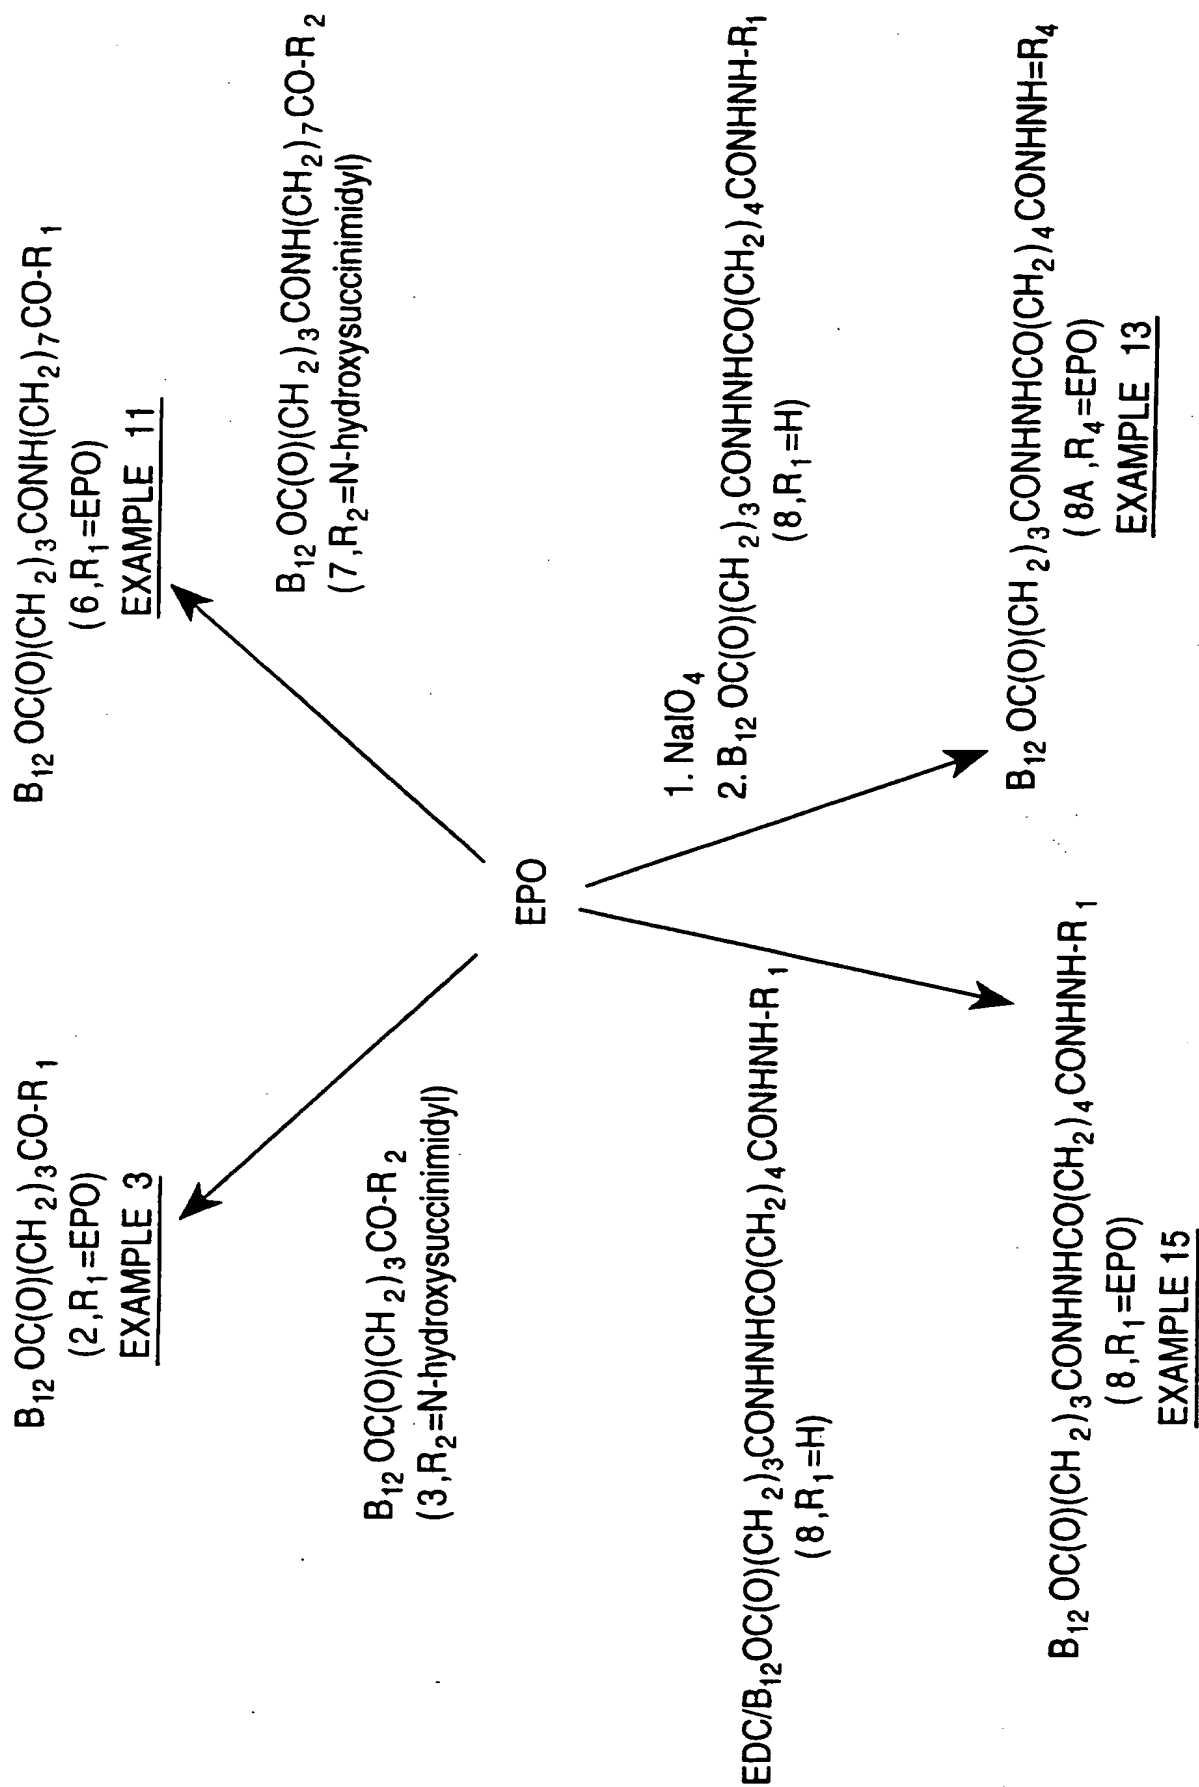 B12 OC(O)(CH2)3CO-R1
(2,R1=EPO)
EXAMPLE 3
B12 OC(O)(CH2)3CONH(CH2)7CO-R1
(6,R1=EPO)
EXAMPLE 11
B12 OC(O)(CH2)3CO-R2
(3,R2=N-hydroxysuccinimidyl)
B12 OC(O)(CH2)3CONH(CH2)7CO-R2
(7,R2=N-hydroxysuccinimidyl)
EPO
EDC/B12OC(O)(CH2)3CONHNHCO(CH2)4CONHNH-R1
(8,R1=H)
1. NaIO4
2. B12 OC(O)(CH2)3CONHNHCO(CH2)4CONHNH-R1
(8,R1=H)
B12 OC(O)(CH2)3CONHNHCO(CH2)4CONHNH-R1
(8,R1=EPO)
EXAMPLE 15
B12 OC(O)(CH2)3CONHNHCO(CH2)4CONHNH=R4
(8A,R4=EPO)
EXAMPLE 13